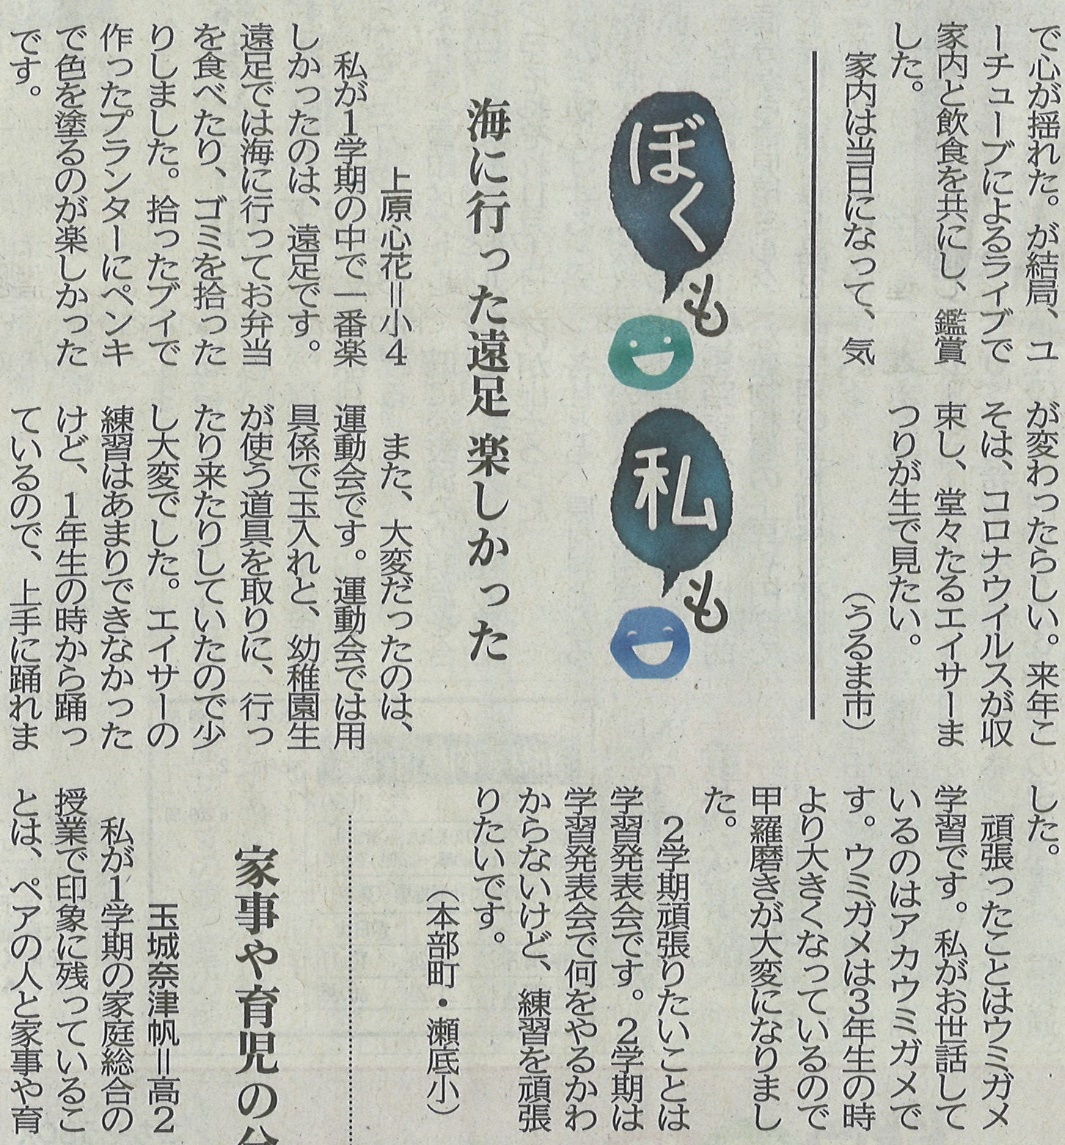 で心が揺れた。が結局、ユ
ーチューブによるライブで
家内と飲食を共にし、鑑賞
した。
家内は当日になって、気
が変わったらしい。来年こ
そは、コロナウイルスが収
束し、堂々たるエイサーま
つりが生で見たい。
（うるま市）
ぼくも 私も
海に行った遠足 楽しかった
上原心花＝小4
私が1学期の中で一番楽
しかったのは、遠足です。
遠足では海に行ってお弁当
を食べたり、ゴミを拾った
りしました。拾ったブイで
作ったプランターにペンキ
で色を塗るのが楽しかった
です。
また、大変だったのは、
運動会です。運動会では用
具係で玉入れと、幼稚園生
が使う道具を取りに、行っ
たり来たりしていたので少
し大変でした。エイサーの
練習はあまりできなかった
けど、1年生の時から踊っ
ているので、上手に踊れま
した。
頑張ったことはウミガメ
学習です。私がお世話して
いるのはアカウミガメで
す。ウミガメは3年生の時
より大きくなっているので
甲羅磨きが大変になりまし
た。
2学期頑張りたいことは
学習発表会です。2学期は
学習発表会で何をやるかわ
からないけど、練習を頑張
りたいです。
（本部町・瀬底小）
家事や育児の分
玉城奈津帆＝高2
私が1学期の家庭総合の
授業で印象に残っているこ
とは、ペアの人と家事や育